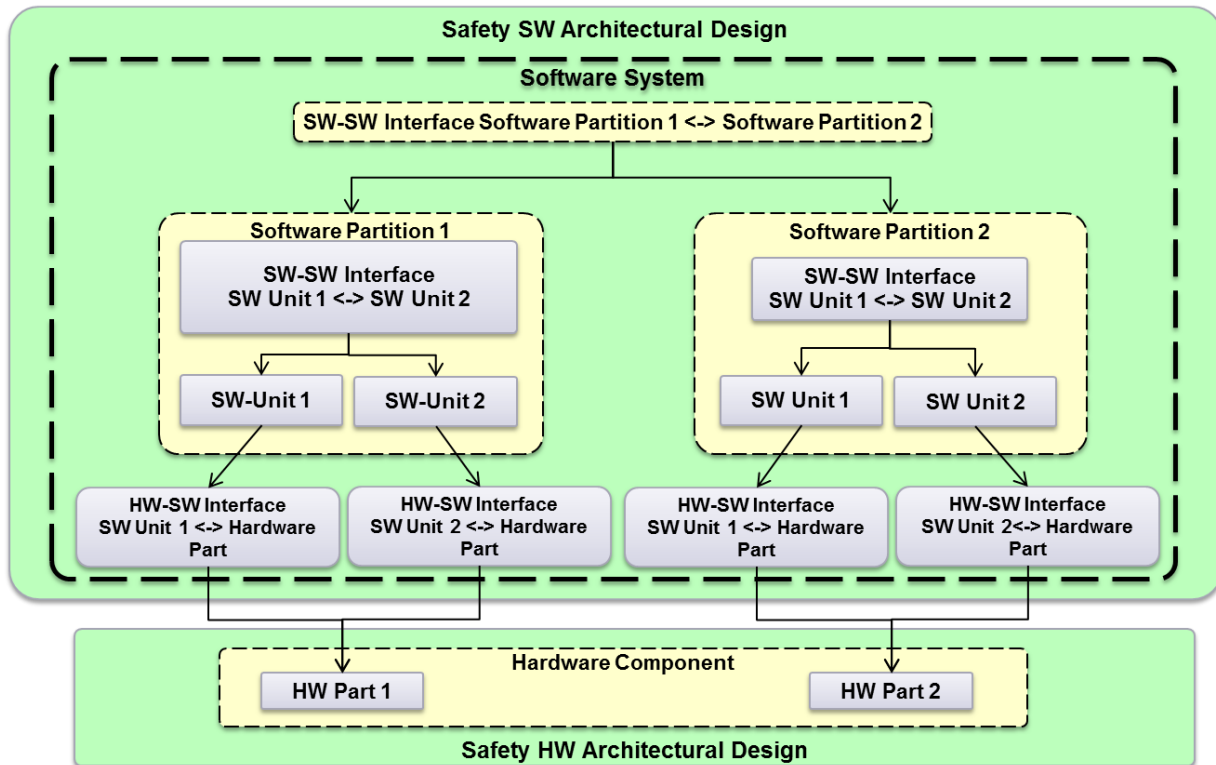 Safety SW Architectural Design
Software System
SW-SW Interface Software Partition 1 <-> Software Partition 2
Software Partition 1
SW-SW Interface
SW Unit 1 <-> SW Unit 2
SW-Unit 1
SW-Unit 2
Software Partition 2
SW-SW Interface
SW Unit 1 <-> SW Unit 2
SW Unit 1
SW Unit 2
HW-SW Interface
SW Unit 1 <-> Hardware
Part
HW-SW Interface
SW Unit 2 <-> Hardware
Part
HW-SW Interface
SW Unit 1 <-> Hardware
Part
HW-SW Interface
SW Unit 2<-> Hardware
Part
Hardware Component
HW Part 1
HW Part 2
Safety HW Architectural Design